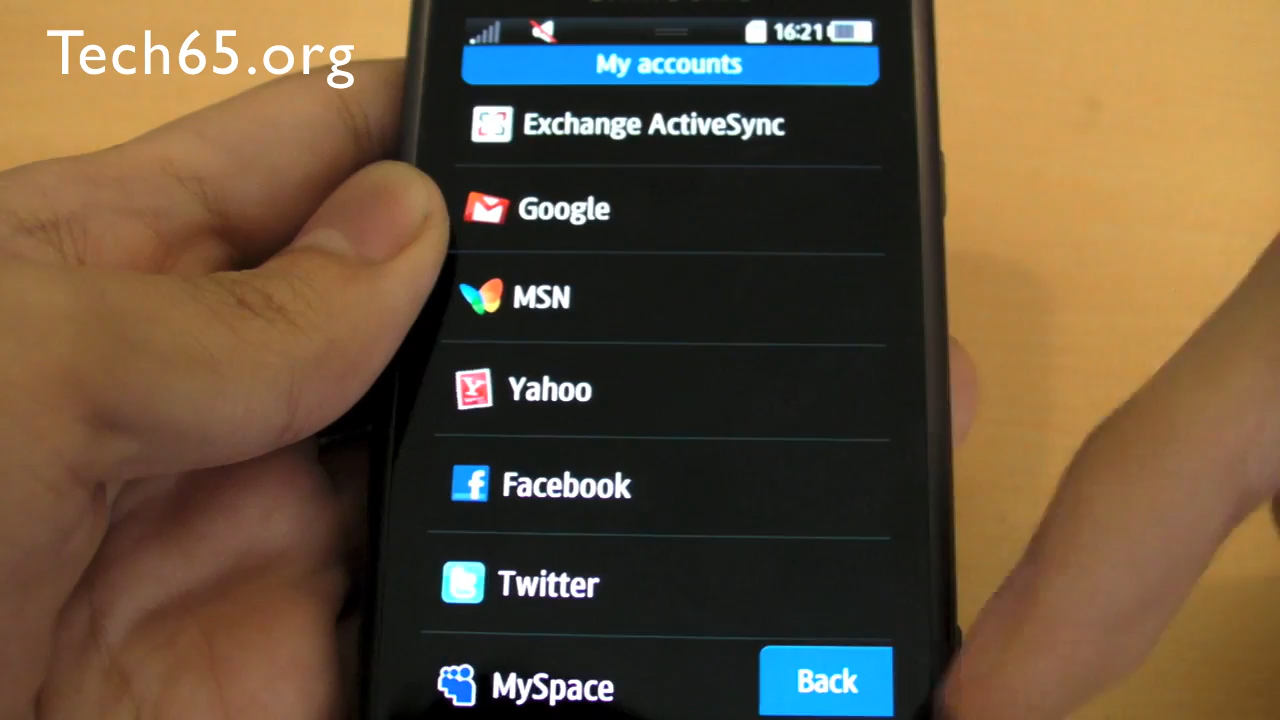 Tech65.org
16:21
My accounts
Exchange ActiveSync
Google
MSN
Yahoo
Facebook
Twitter
MySpace
Back